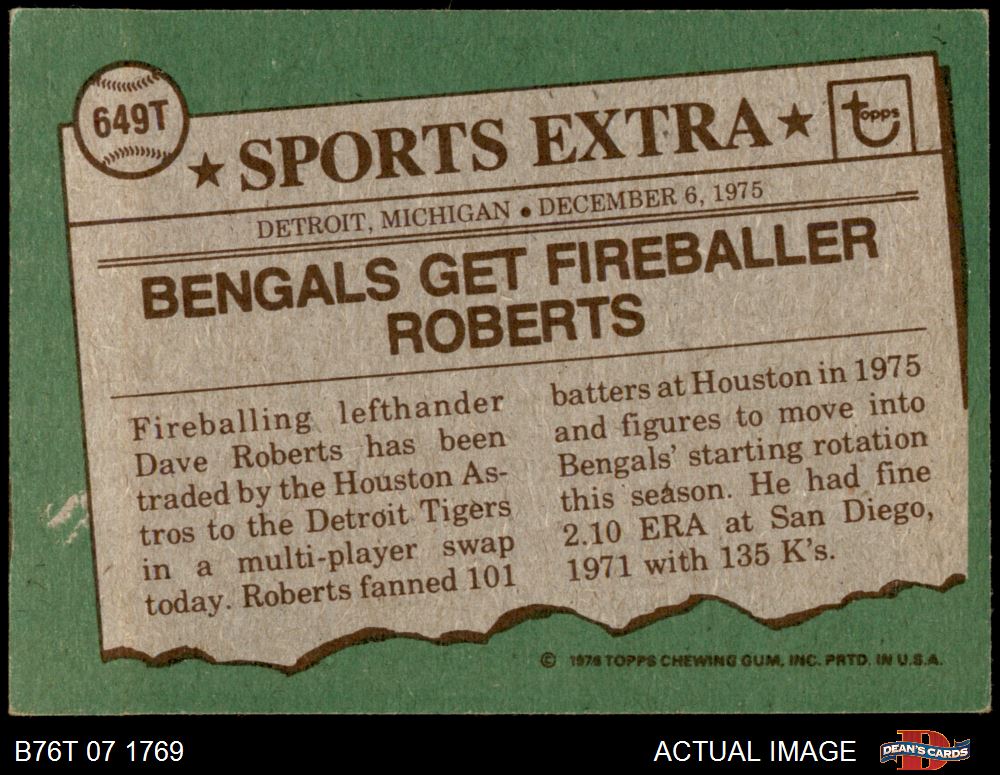 649T
★ SPORTS EXTRA ★
topps
DETROIT, MICHIGAN • DECEMBER 6, 1975
BENGALS GET FIREBALLER
ROBERTS
Fireballing lefthander
Dave Roberts has been
traded by the Houston As-
tros to the Detroit Tigers
in a multi-player swap
today. Roberts fanned 101
batters at Houston in 1975
and figures to move into
Bengals' starting rotation
this season. He had fine
2.10 ERA at San Diego,
1971 with 135 K's.
© 1976 TOPPS CHEWING GUM, INC. PRTD. IN U.S.A.
B76T 07 1769
ACTUAL IMAGE
D
DEAN'S CARDS